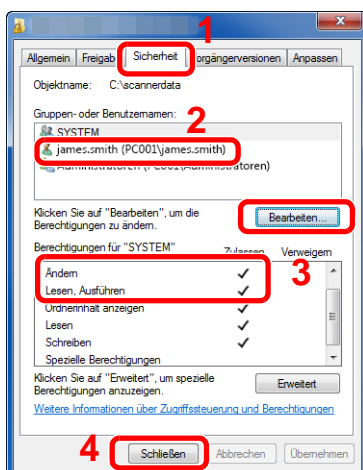 1
Allgemein Freigab Sicherheit orgängerversionen Anpassen
Objektname: C:\scannerdata
Gruppen- oder Benutzernamen:
2
SYSTEM
james.smith (PC001\james.smith)
Administratoren (PC001\Administratoren)
Klicken Sie auf "Bearbeiten", um die
Berechtigungen zu ändern.
Bearbeiten...
Berechtigungen für "SYSTEM" Zulassen Verweigern
3
Ändern
Lesen, Ausführen
Ordnerinhalt anzeigen
Lesen
Schreiben
Spezielle Berechtigungen
Klicken Sie auf "Erweitert", um spezielle
Berechtigungen anzuzeigen.
Erweitert
Weitere Informationen über Zugriffssteuerung und Berechtigungen
4
Schließen Abbrechen Übernehmen